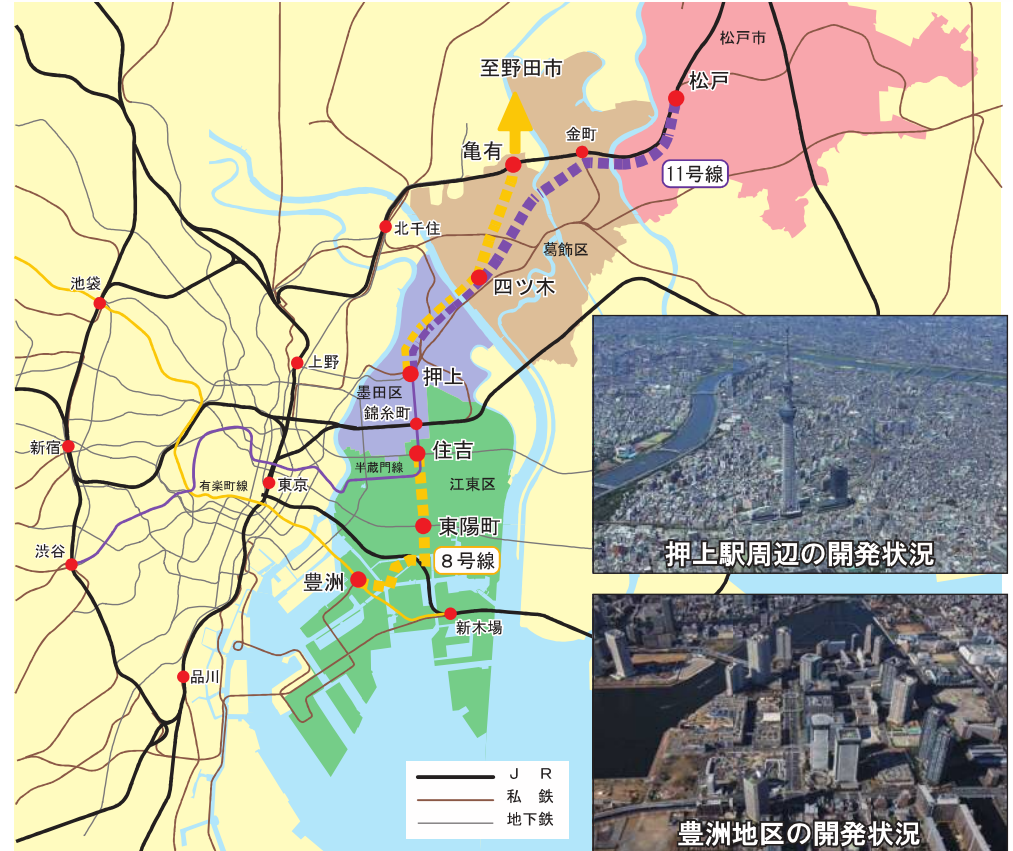 松戸市
至野田市
松戸
金町
亀有
11号線
北千住
葛飾区
池袋
四ツ木
上野
押上
墨田区
錦糸町
新宿
住吉
半蔵門線
江東区
有楽町線
東京
東陽町
渋谷
8号線
豊洲
新木場
品川
押上駅周辺の開発状況
豊洲地区の開発状況
JR
私鉄
地下鉄